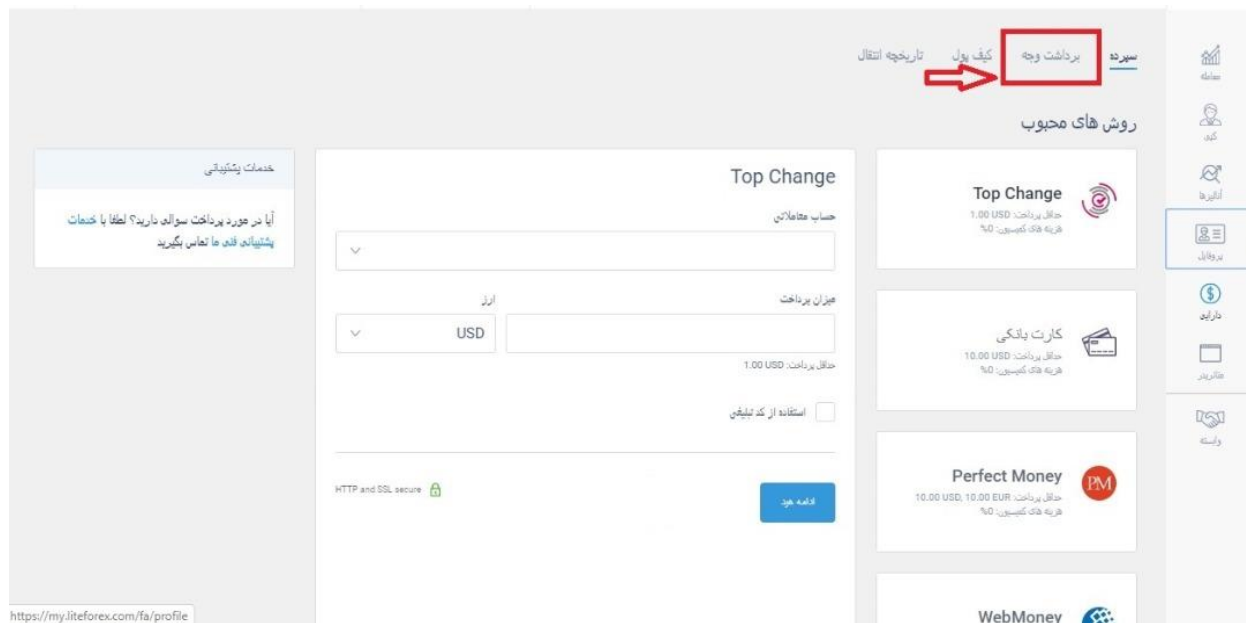 سپرده
برداشت وجه
کیف پول
تاریخچه انتقال
روش های محبوب
Top Change
حداقل پرداخت: 1.00 USD
هزینه های کمیسیون: 0%
کارت بانکی
حداقل پرداخت: 10.00 USD
هزینه های کمیسیون: 0%
Perfect Money
حداقل پرداخت: 10.00 USD, 10.00 EUR
هزینه های کمیسیون: 0%
WebMoney
Top Change
حساب معاملاتی
میزان پرداخت
ارز
USD
حداقل پرداخت: 1.00 USD
استفاده از کد تبلیغی
ادامه
HTTP and SSL secure
خدمات پشتیبانی
آیا در مورد پرداخت سوالی دارید؟ لطفا با خدمات
پشتیبانی فنی ما تماس بگیرید
معامله
کپی
آنالیز ها
پروفایل
دارایی
متاتریدر
وابسته
PM
https://my.liteforex.com/fa/profile